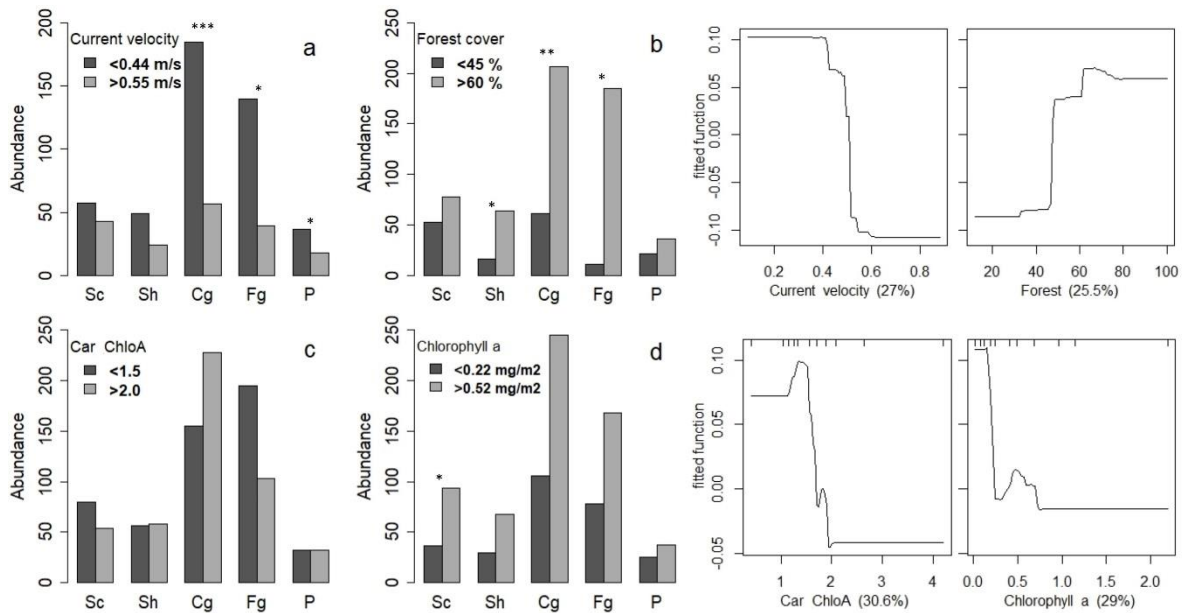 Current velocity
<0.44 m/s
>0.55 m/s
a
***
*
*
Abundance
0 50 100 150 200
Sc Sh Cg Fg P
Forest cover
<45 %
>60 %
b
*
**
*
Abundance
0 50 100 150 200
Sc Sh Cg Fg P
fitted function
-0.10 -0.05 0.00 0.05 0.10
0.2 0.4 0.6 0.8
Current velocity (27%)
20 40 60 80 100
Forest (25.5%)
Car ChloA
<1.5
>2.0
c
Abundance
0 50 100 150 200 250
Sc Sh Cg Fg P
Chlorophyll a
<0.22 mg/m2
>0.52 mg/m2
d
*
Abundance
0 50 100 150 200 250
Sc Sh Cg Fg P
fitted function
-0.05 0.00 0.05 0.10
1 2 3 4
Car ChloA (30.6%)
0.0 0.5 1.0 1.5 2.0
Chlorophyll a (29%)